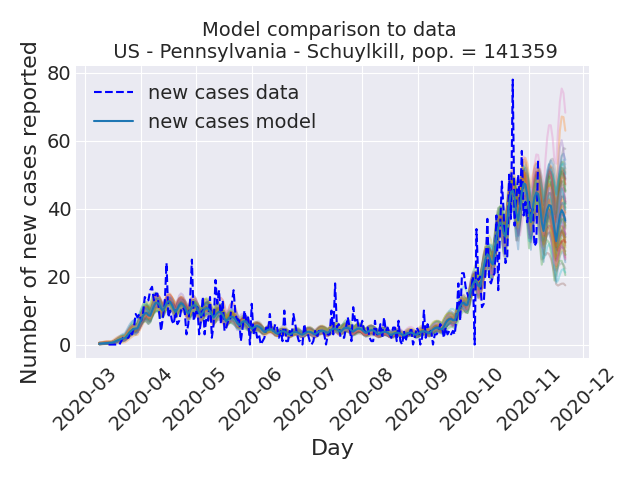 Model comparison to data
US - Pennsylvania - Schuylkill, pop. = 141359
Number of new cases reported
80
60
40
20
0
new cases data
new cases model
2020-03
2020-04
2020-05
2020-06
2020-07
2020-08
2020-09
2020-10
2020-11
2020-12
Day